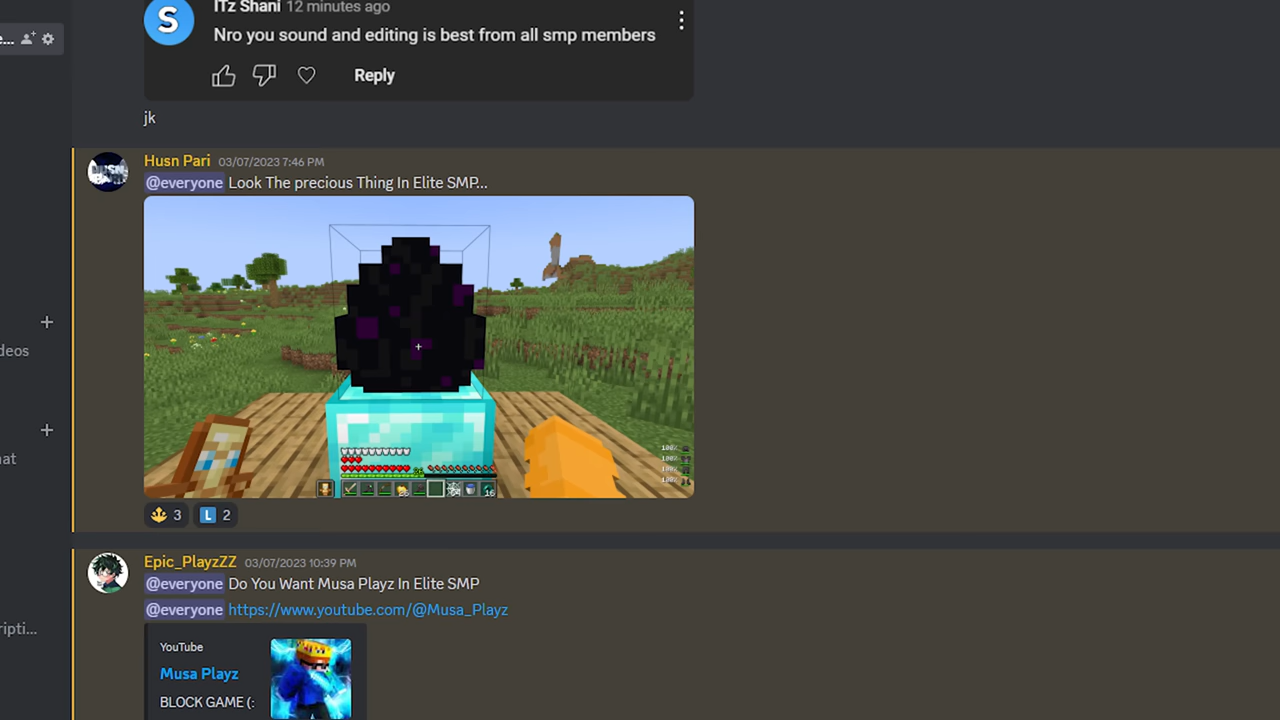 ITz Shani 12 minutes ago
Nro you sound and editing is best from all smp members
Reply
jk
Husn Pari 03/07/2023 7:46 PM
@everyone Look The precious Thing In Elite SMP...
3
L 2
deos
nat
ripti...
Epic_PlayzZZ 03/07/2023 10:39 PM
@everyone Do You Want Musa Playz In Elite SMP
@everyone https://www.youtube.com/@Musa_Playz
YouTube
Musa Playz
BLOCK GAME (: